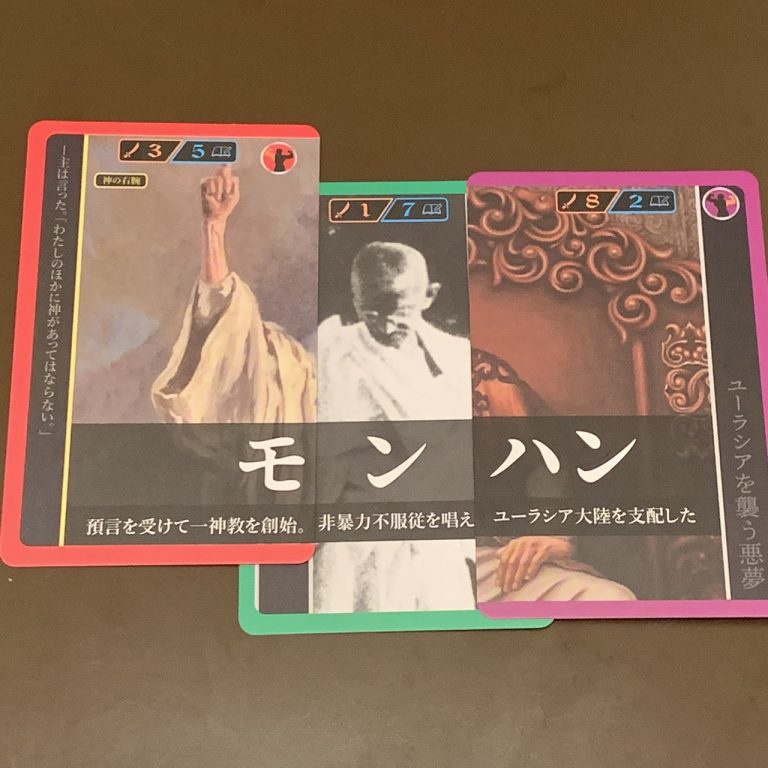 一主は言った。「わたしのほかに神があってはならない。」
3 5
神の右腕
モ
預言を受けて一神教を創始。
1 7
ン
非暴力不服従を唱え
8 2
ハン
ユーラシア大陸を支配した
ユーラシアを襲う悪夢